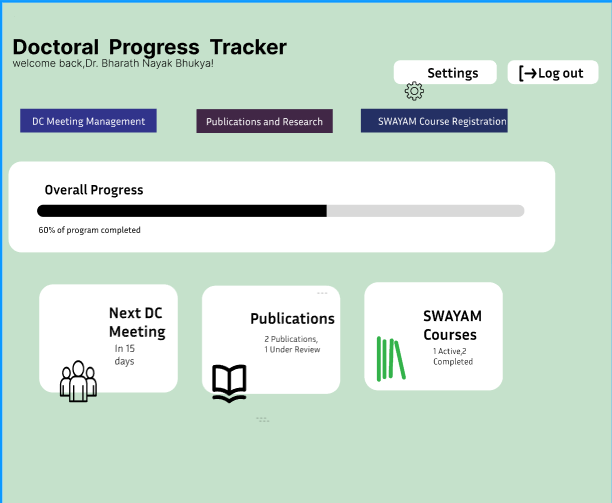 Doctoral Progress Tracker
welcome back,Dr. Bharath Nayak Bhukya!
Settings
Log out
DC Meeting Management
Publications and Research
SWAYAM Course Registration
Overall Progress
60% of program completed
Next DC
Meeting
In 15
days
Publications
2 Publications,
1 Under Review
SWAYAM
Courses
1 Active,2
Completed